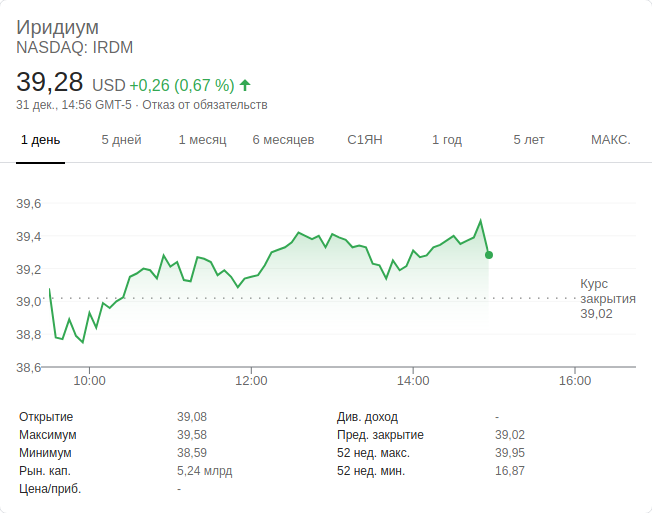 Иридиум
NASDAQ: IRDM
39,28 USD +0,26 (0,67 %)
31 дек., 14:56 GMT-5 · Отказ от обязательств
1 день 5 дней 1 месяц 6 месяцев С1ЯН 1 год 5 лет МАКС.
39,6
39,4
39,2
39,0
38,8
38,6
Курс
закрытия
39,02
10:00 12:00 14:00 16:00
Открытие 39,08 Див. доход -
Максимум 39,58 Пред. закрытие 39,02
Минимум 38,59 52 нед. макс. 39,95
Рын. кап. 5,24 млрд 52 нед. мин. 16,87
Цена/приб. -